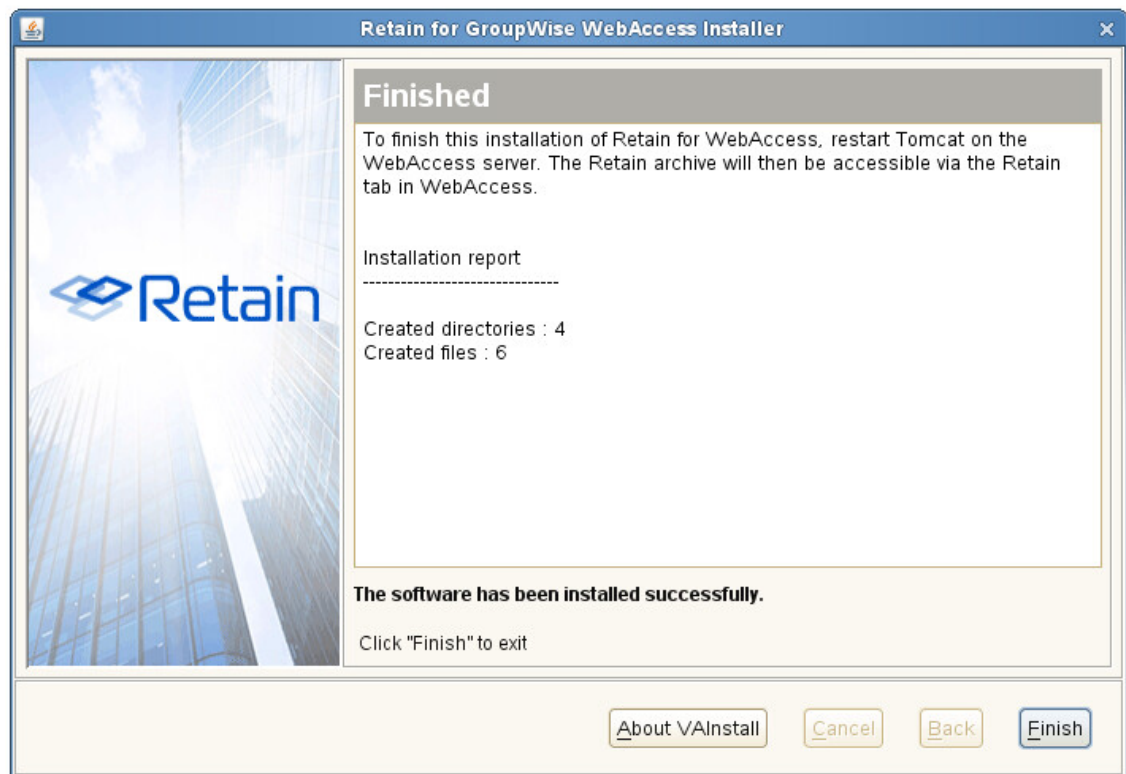 Retain for GroupWise WebAccess Installer
Finished
To finish this installation of Retain for WebAccess, restart Tomcat on the
WebAccess server. The Retain archive will then be accessible via the Retain
tab in WebAccess.
Installation report
-------------------------------
Created directories : 4
Created files : 6
Retain
The software has been installed successfully.
Click "Finish" to exit
About VAInstall
Cancel
Back
Finish